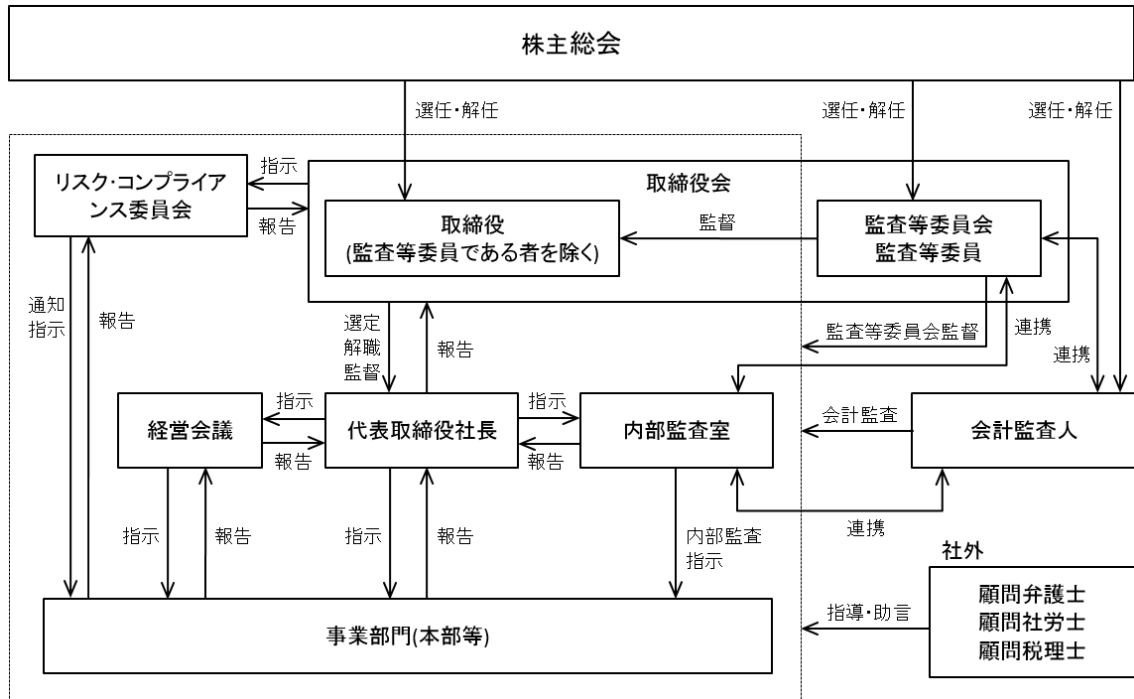 株主総会
選任・解任
選任・解任
選任・解任
リスク・コンプライア
ンス委員会
指示
報告
取締役会
取締役
(監査等委員である者を除く)
監督
監査等委員会
監査等委員
通知
指示
報告
選定
解職
監督
報告
監査等委員会監督
連携
連携
経営会議
指示
報告
代表取締役社長
指示
報告
内部監査室
会計監査
会計監査人
指示
報告
指示
報告
内部監査
指示
連携
社外
顧問弁護士
顧問社労士
顧問税理士
指導・助言
事業部門(本部等)